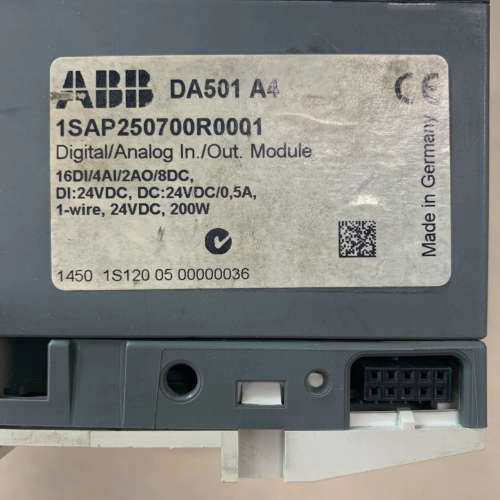 ABB DA501 A4
1SAP250700R0001
Digital/Analog In./Out. Module
16DI/4AI/2AO/8DC,
DI:24VDC, DC:24VDC/0,5A,
1-wire, 24VDC, 200W
1450 1S120 05 00000036
CE
Made in Germany